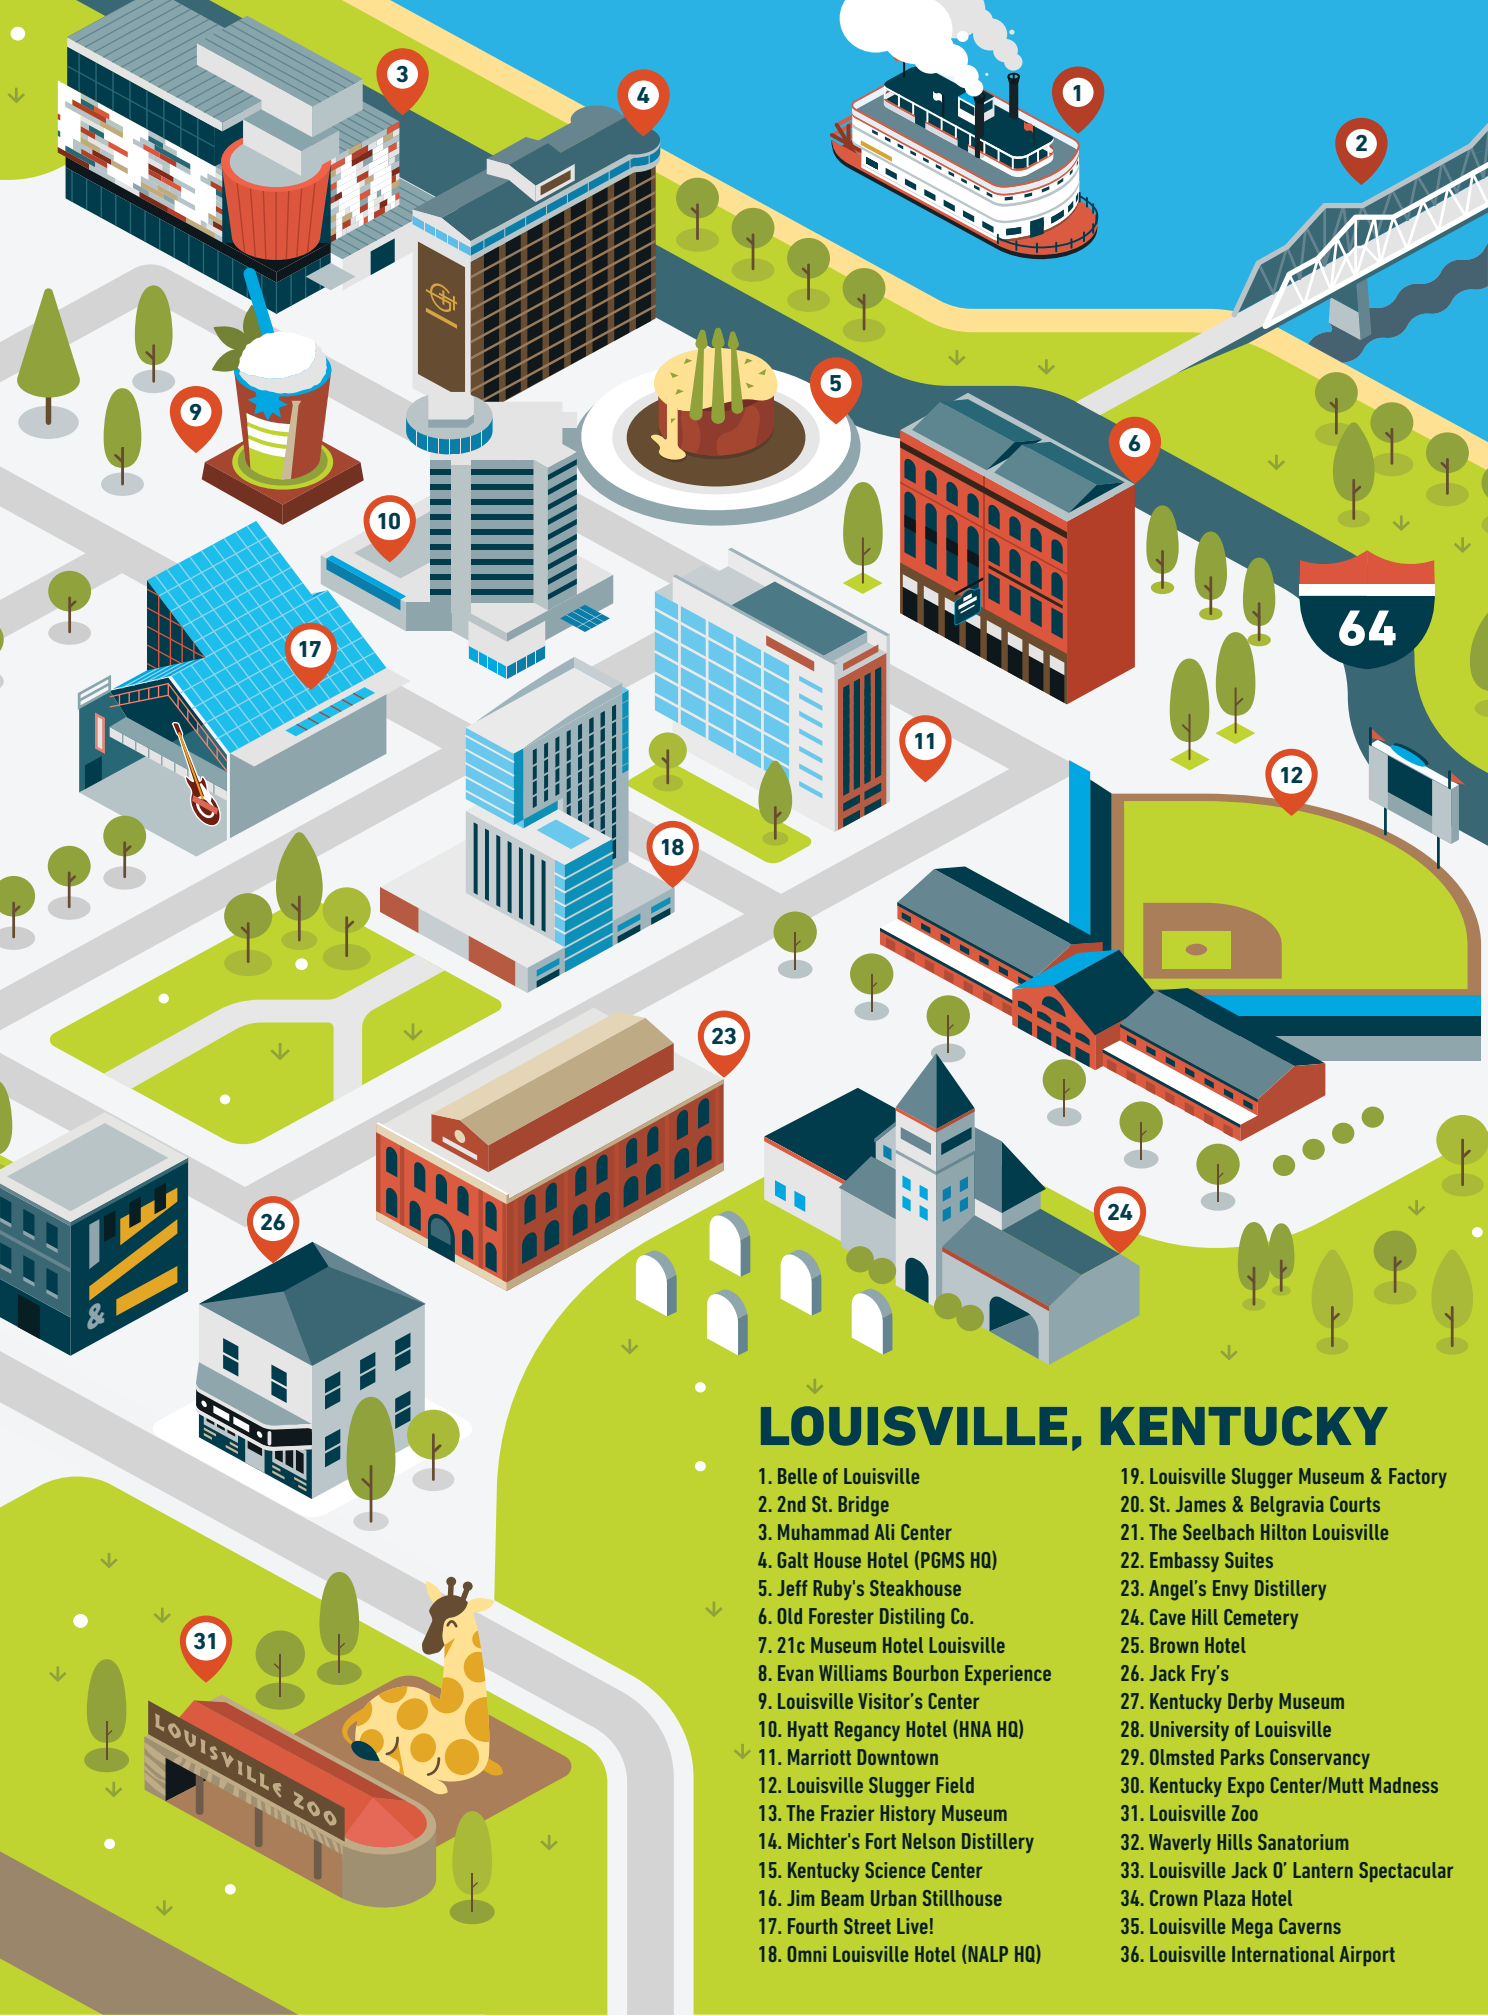 3
4
1
2
9
5
6
10
64
17
11
12
18
23
26
24
&
31
LOUISVILLE ZOO
LOUISVILLE, KENTUCKY
1. Belle of Louisville
2. 2nd St. Bridge
3. Muhammad Ali Center
4. Galt House Hotel (PGMS HQ)
5. Jeff Ruby's Steakhouse
6. Old Forester Distiling Co.
7. 21c Museum Hotel Louisville
8. Evan Williams Bourbon Experience
9. Louisville Visitor's Center
10. Hyatt Regancy Hotel (HNA HQ)
11. Marriott Downtown
12. Louisville Slugger Field
13. The Frazier History Museum
14. Michter's Fort Nelson Distillery
15. Kentucky Science Center
16. Jim Beam Urban Stillhouse
17. Fourth Street Live!
18. Omni Louisville Hotel (NALP HQ)
19. Louisville Slugger Museum & Factory
20. St. James & Belgravia Courts
21. The Seelbach Hilton Louisville
22. Embassy Suites
23. Angel's Envy Distillery
24. Cave Hill Cemetery
25. Brown Hotel
26. Jack Fry's
27. Kentucky Derby Museum
28. University of Louisville
29. Olmsted Parks Conservancy
30. Kentucky Expo Center/Mutt Madness
31. Louisville Zoo
32. Waverly Hills Sanatorium
33. Louisville Jack O' Lantern Spectacular
34. Crown Plaza Hotel
35. Louisville Mega Caverns
36. Louisville International Airport